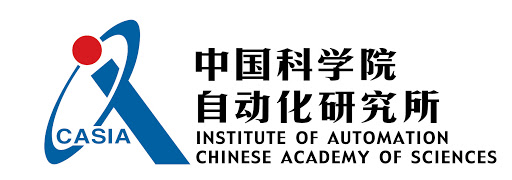 CASIA
中国科学院
自动化研究所
INSTITUTE OF AUTOMATION
CHINESE ACADEMY OF SCIENCES